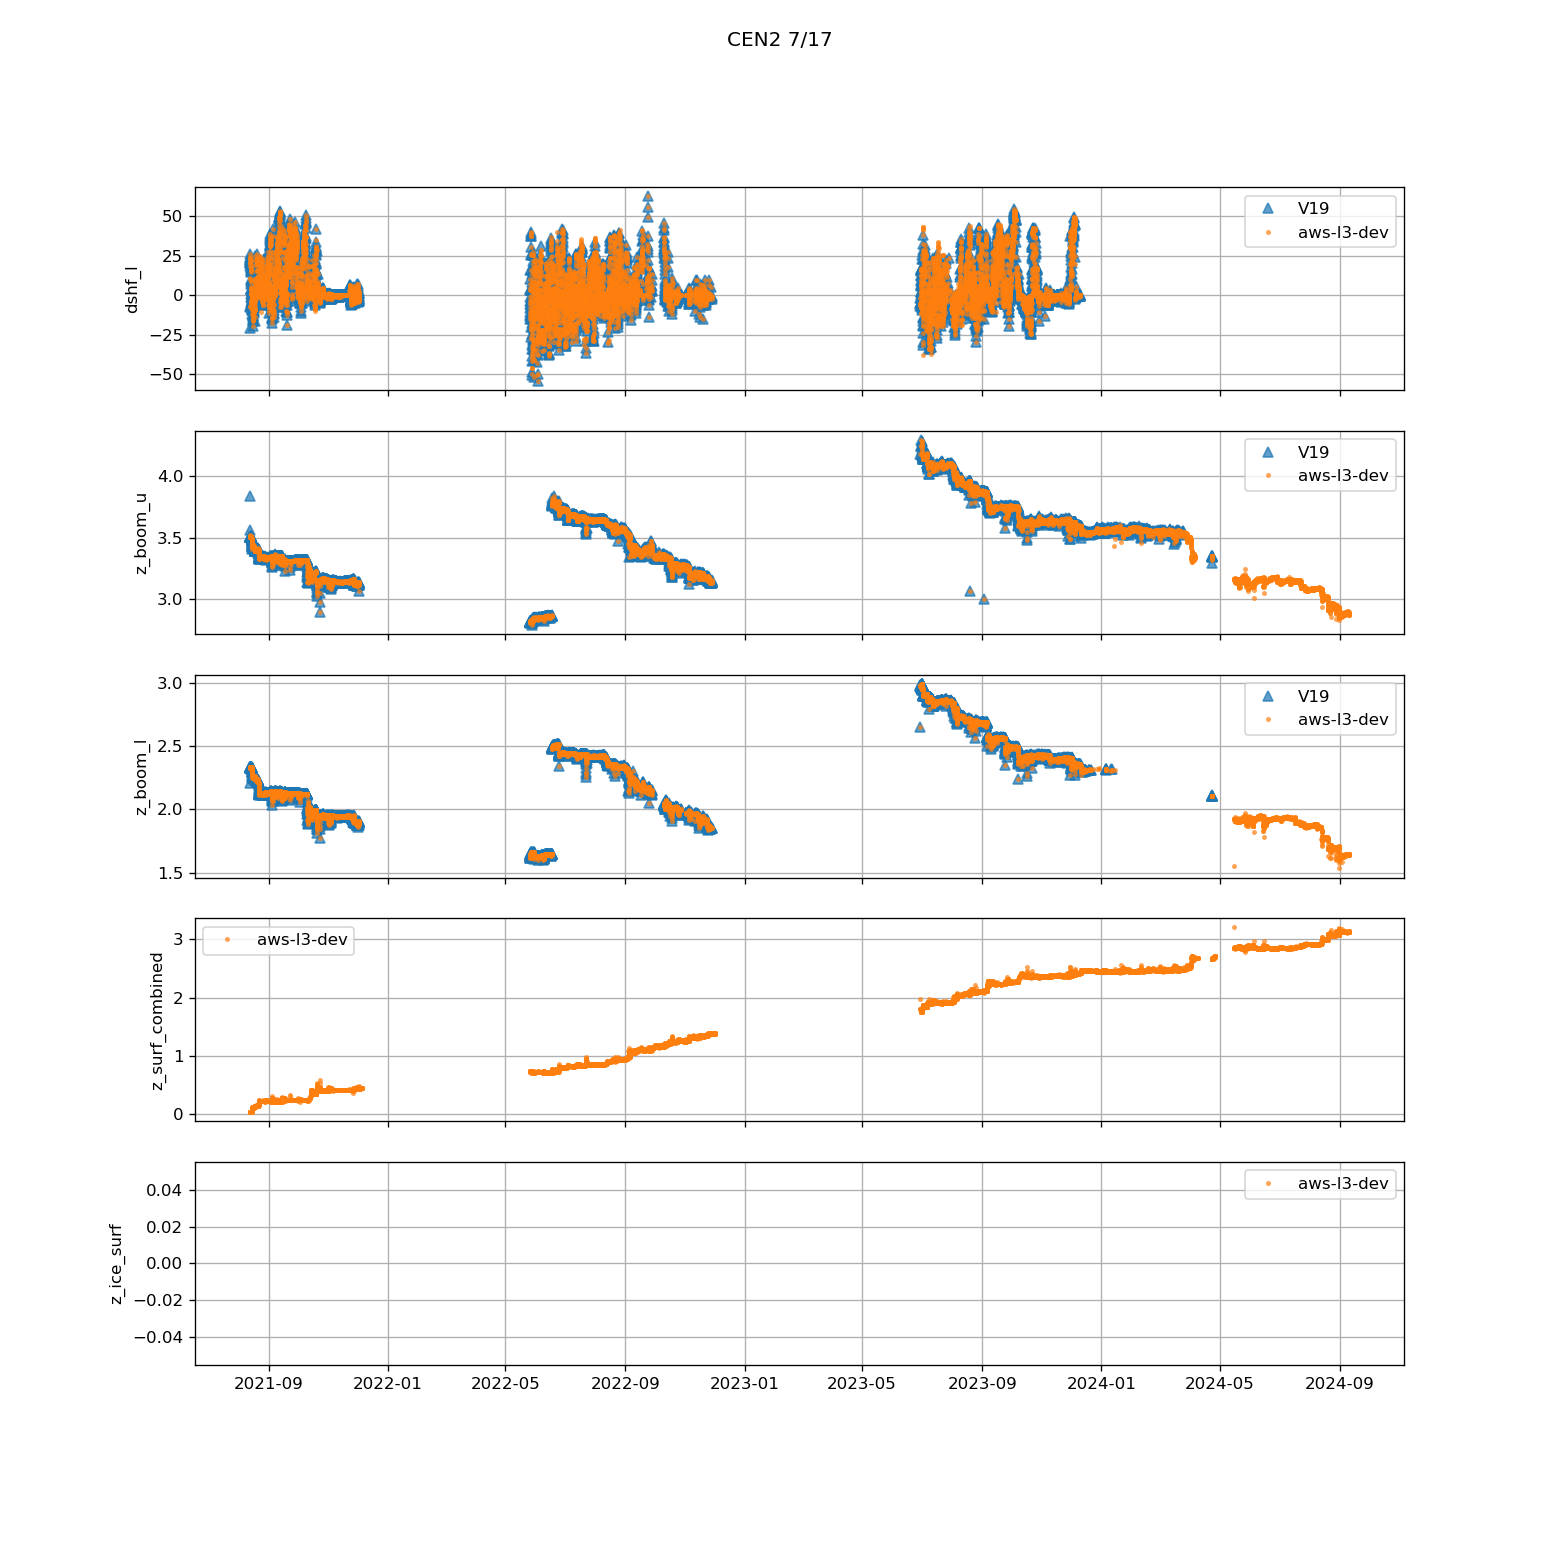 CEN2 7/17
50
25
0
−25
−50
dshf_l
V19
aws-l3-dev
4.0
3.5
3.0
z_boom_u
V19
aws-l3-dev
3.0
2.5
2.0
1.5
z_boom_l
V19
aws-l3-dev
3
2
1
0
z_surf_combined
aws-l3-dev
0.04
0.02
0.00
−0.02
−0.04
z_ice_surf
aws-l3-dev
2021-09 2022-01 2022-05 2022-09 2023-01 2023-05 2023-09 2024-01 2024-05 2024-09